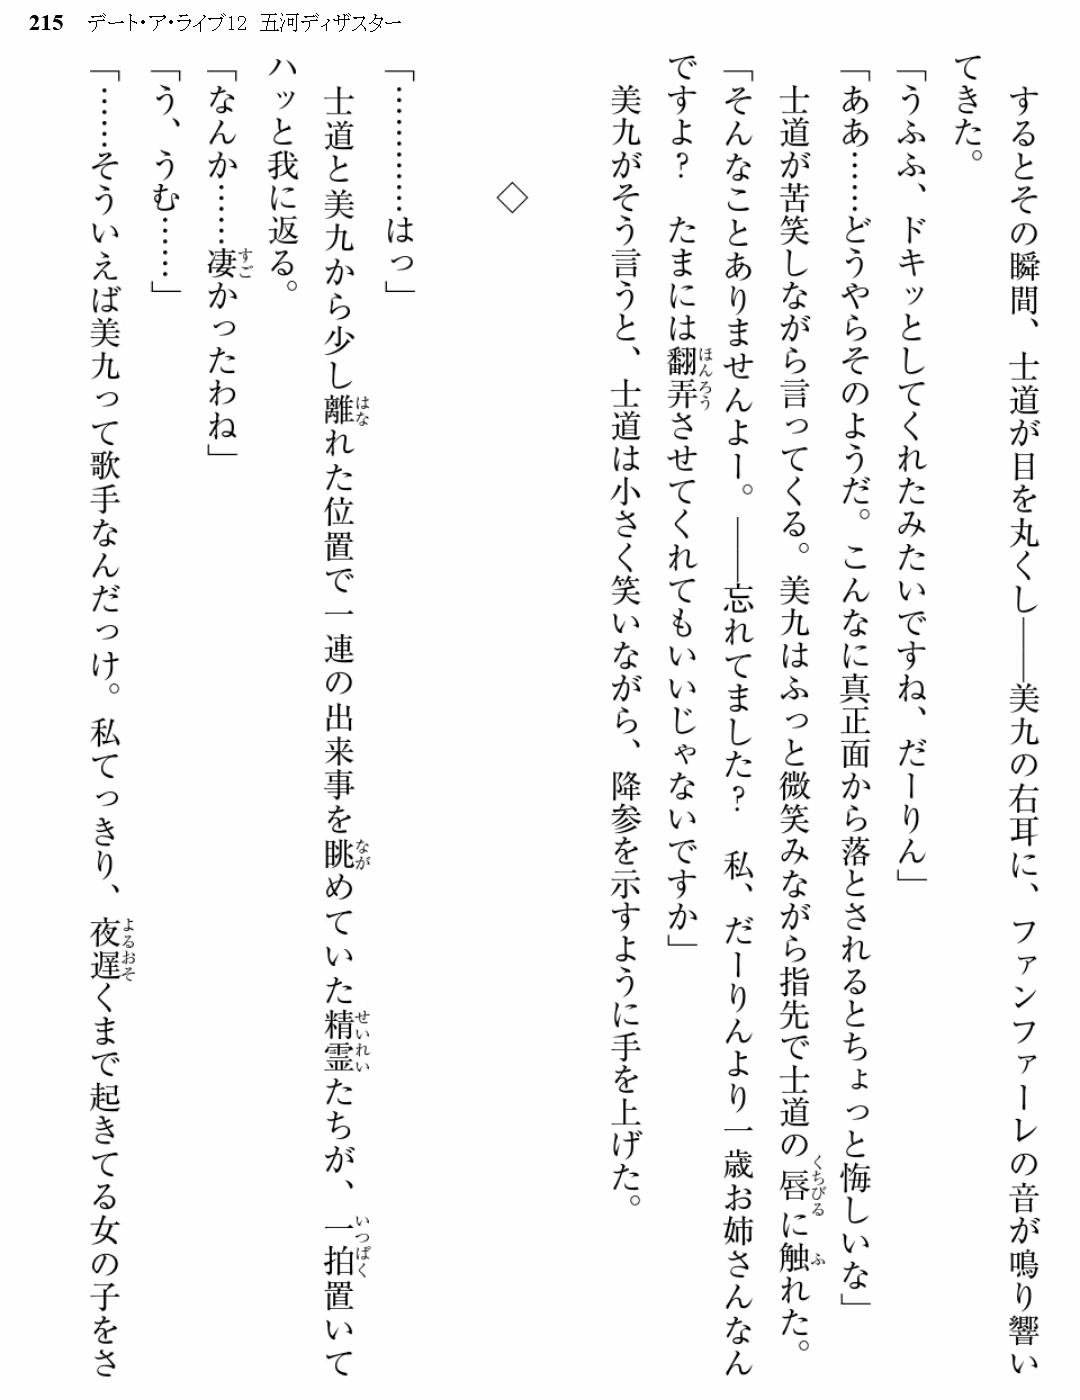 215 デート・ア・ライブ12 五河ディザスター
　するとその瞬間、士道が目を丸くし――美九の右耳に、ファンファーレの音が鳴り響い
てきた。
「うふふ、ドキッとしてくれたみたいですね、だーりん」
「ああ……どうやらそのようだ。こんなに真正面から落とされるとちょっと悔しいな」
　士道が苦笑しながら言ってくる。美九はふっと微笑みながら指先で士道の唇に触れた。
「そんなことありませんよー。――忘れてました？　私、だーりんより一歳お姉さんなん
ですよ？　たまには翻弄させてくれてもいいじゃないですか」
　美九がそう言うと、士道は小さく笑いながら、降参を示すように手を上げた。
◇
「…………はっ」
　士道と美九から少し離れた位置で一連の出来事を眺めていた精霊たちが、一拍置いて
ハッと我に返る。
「なんか……凄かったわね」
「う、うむ……」
「……そういえば美九って歌手なんだっけ。私てっきり、夜遅くまで起きてる女の子をさ